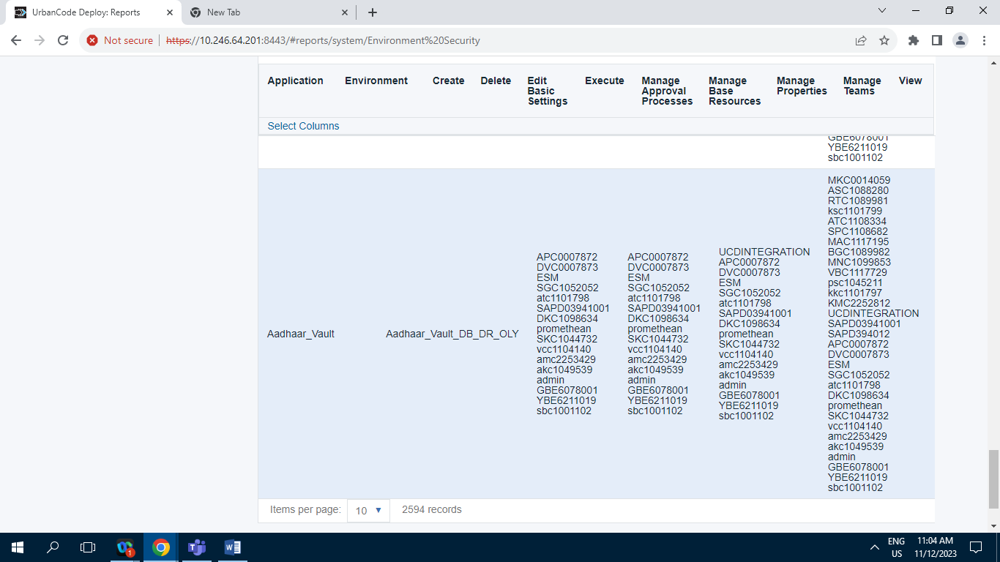 UrbanCode Deploy: Reports
New Tab
Not secure
https://10.246.64.201:8443/#reports/system/Environment%20Security
Application
Environment
Create
Delete
Edit
Basic
Settings
Execute
Manage
Approval
Processes
Manage
Base
Resources
Manage
Properties
Manage
Teams
View
Select Columns
GBE6078001
YBE6211019
sbc1001102
Aadhaar_Vault
Aadhaar_Vault_DB_DR_OLY
APC0007872
DVC0007873
ESM
SGC1052052
atc1101798
SAPD03941001
DKC1098634
promethean
SKC1044732
vcc1104140
amc2253429
akc1049539
admin
GBE6078001
YBE6211019
sbc1001102
APC0007872
DVC0007873
ESM
SGC1052052
atc1101798
SAPD03941001
DKC1098634
promethean
SKC1044732
vcc1104140
amc2253429
akc1049539
admin
GBE6078001
YBE6211019
sbc1001102
UCDINTEGRATION
APC0007872
DVC0007873
ESM
SGC1052052
atc1101798
SAPD03941001
DKC1098634
promethean
SKC1044732
vcc1104140
amc2253429
akc1049539
admin
GBE6078001
YBE6211019
sbc1001102
MKC0014059
ASC1088280
RTC1089981
ksc1101799
ATC1108334
SPC1108682
MAC1117195
BGC1089982
MNC1099853
VBC1117729
psc1045211
kkc1101797
KMC2252812
UCDINTEGRATION
SAPD03941001
SAPD394012
APC0007872
DVC0007873
ESM
SGC1052052
atc1101798
DKC1098634
promethean
SKC1044732
vcc1104140
amc2253429
akc1049539
admin
GBE6078001
YBE6211019
sbc1001102
Items per page:
10
2594 records
1
ENG
US
11:04 AM
11/12/2023